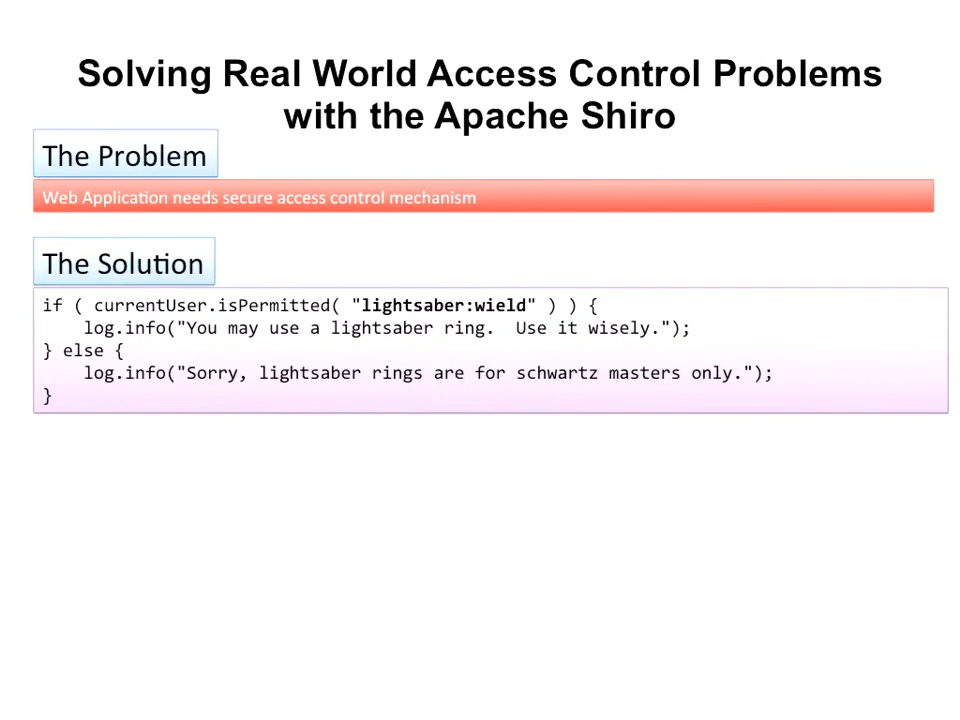 Solving Real World Access Control Problems
with the Apache Shiro
The Problem
Web Application needs secure access control mechanism
The Solution
if ( currentUser.isPermitted( "lightsaber:wield" ) ) {
    log.info("You may use a lightsaber ring.  Use it wisely.");
} else {
    log.info("Sorry, lightsaber rings are for schwartz masters only.");
}